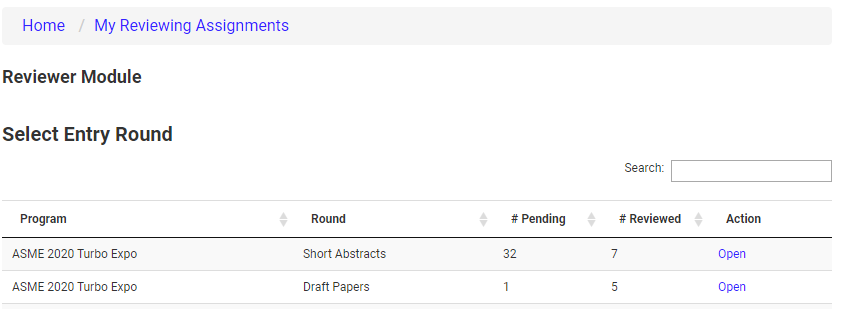 Home / My Reviewing Assignments
Reviewer Module
Select Entry Round
Search:
Program Round # Pending # Reviewed Action
ASME 2020 Turbo Expo Short Abstracts 32 7 Open
ASME 2020 Turbo Expo Draft Papers 1 5 Open